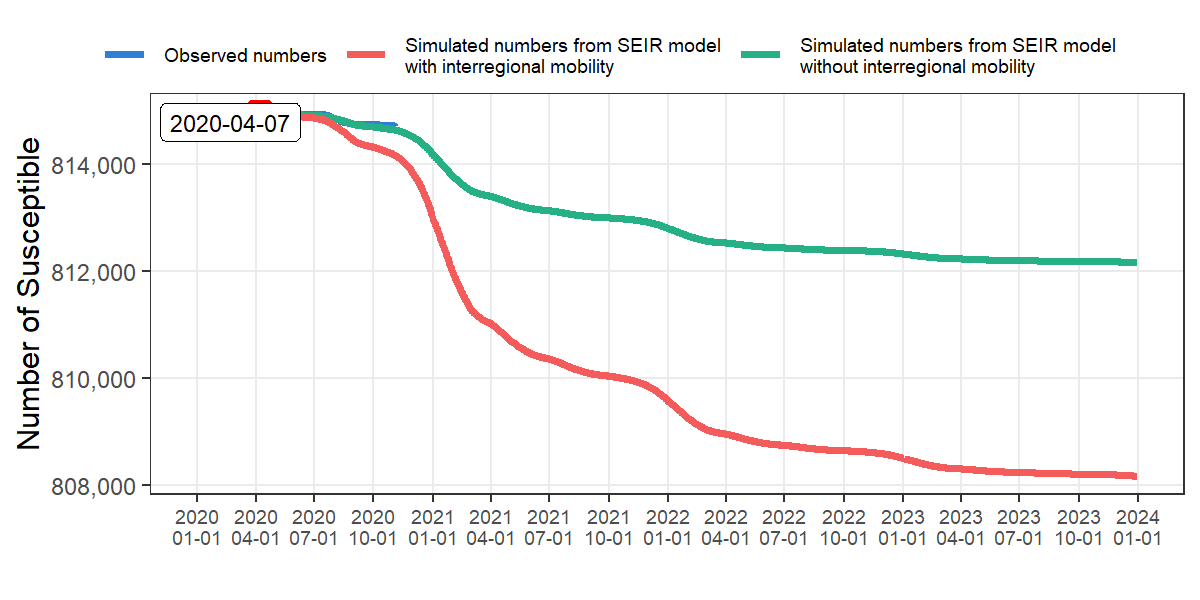 Observed numbers
Simulated numbers from SEIR model
with interregional mobility
Simulated numbers from SEIR model
without interregional mobility
2020-04-07
Number of Susceptible
814,000
812,000
810,000
808,000
2020 2020 2020 2020 2021 2021 2021 2021 2022 2022 2022 2022 2023 2023 2023 2023 2024
01-01 04-01 07-01 10-01 01-01 04-01 07-01 10-01 01-01 04-01 07-01 10-01 01-01 04-01 07-01 10-01 01-01